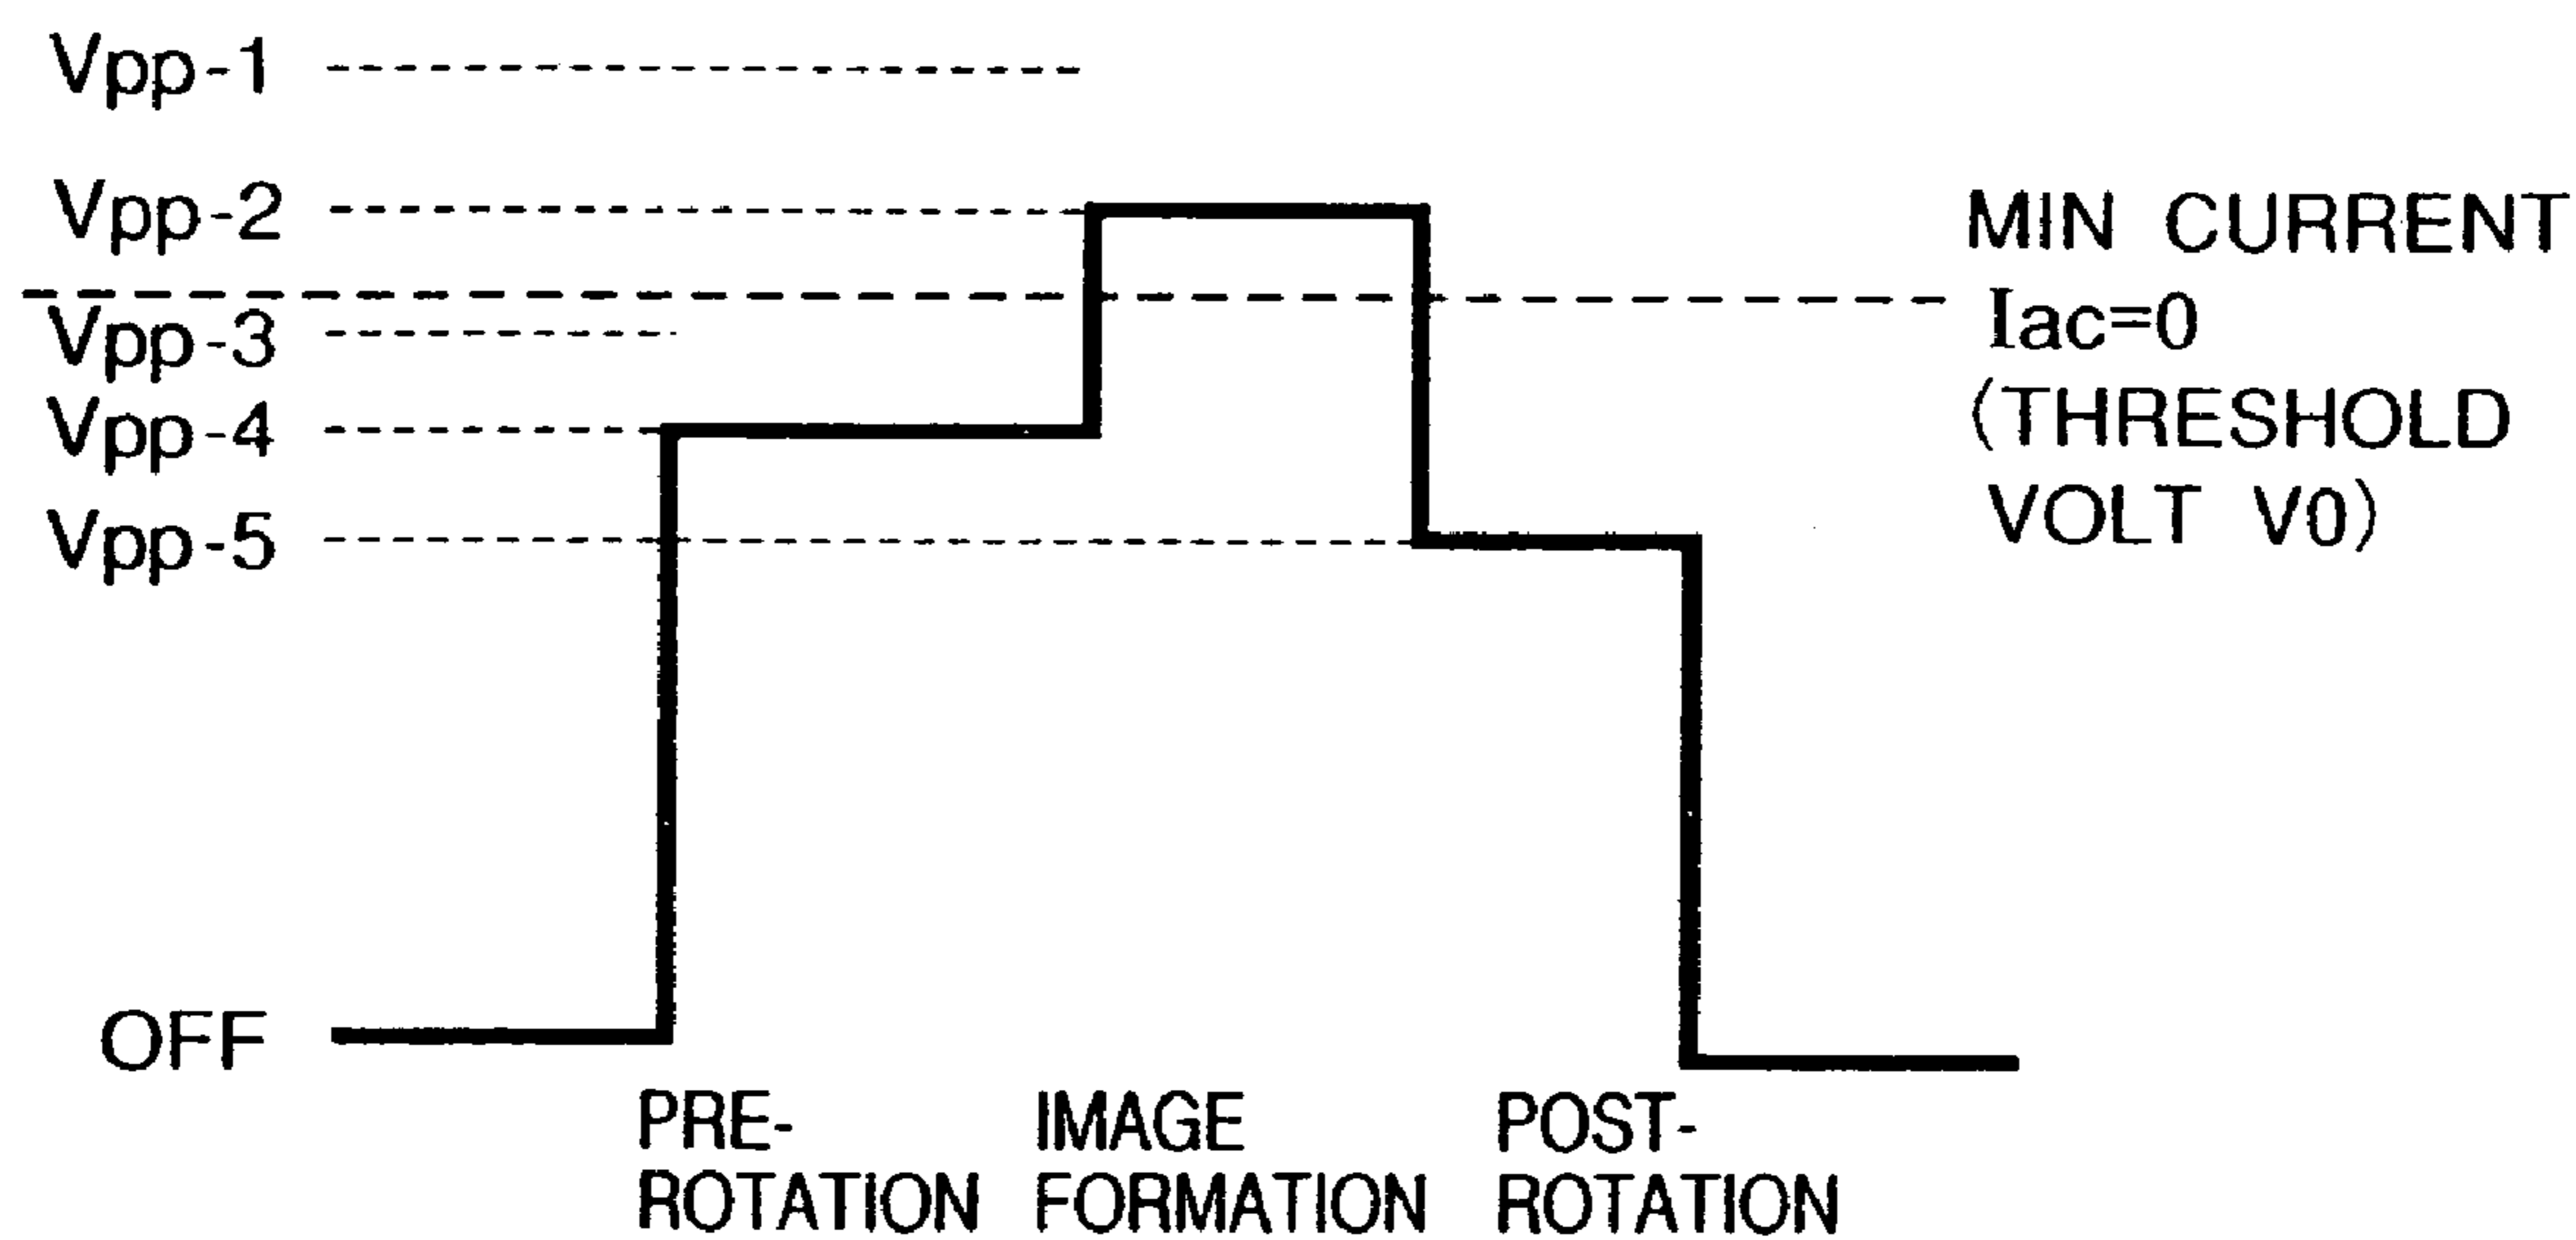 Vpp-1
Vpp-2
Vpp-3
Vpp-4
Vpp-5
OFF
MIN CURRENT
Iac=0
(THRESHOLD
VOLT V0)
PRE-
ROTATION
IMAGE
FORMATION
POST-
ROTATION